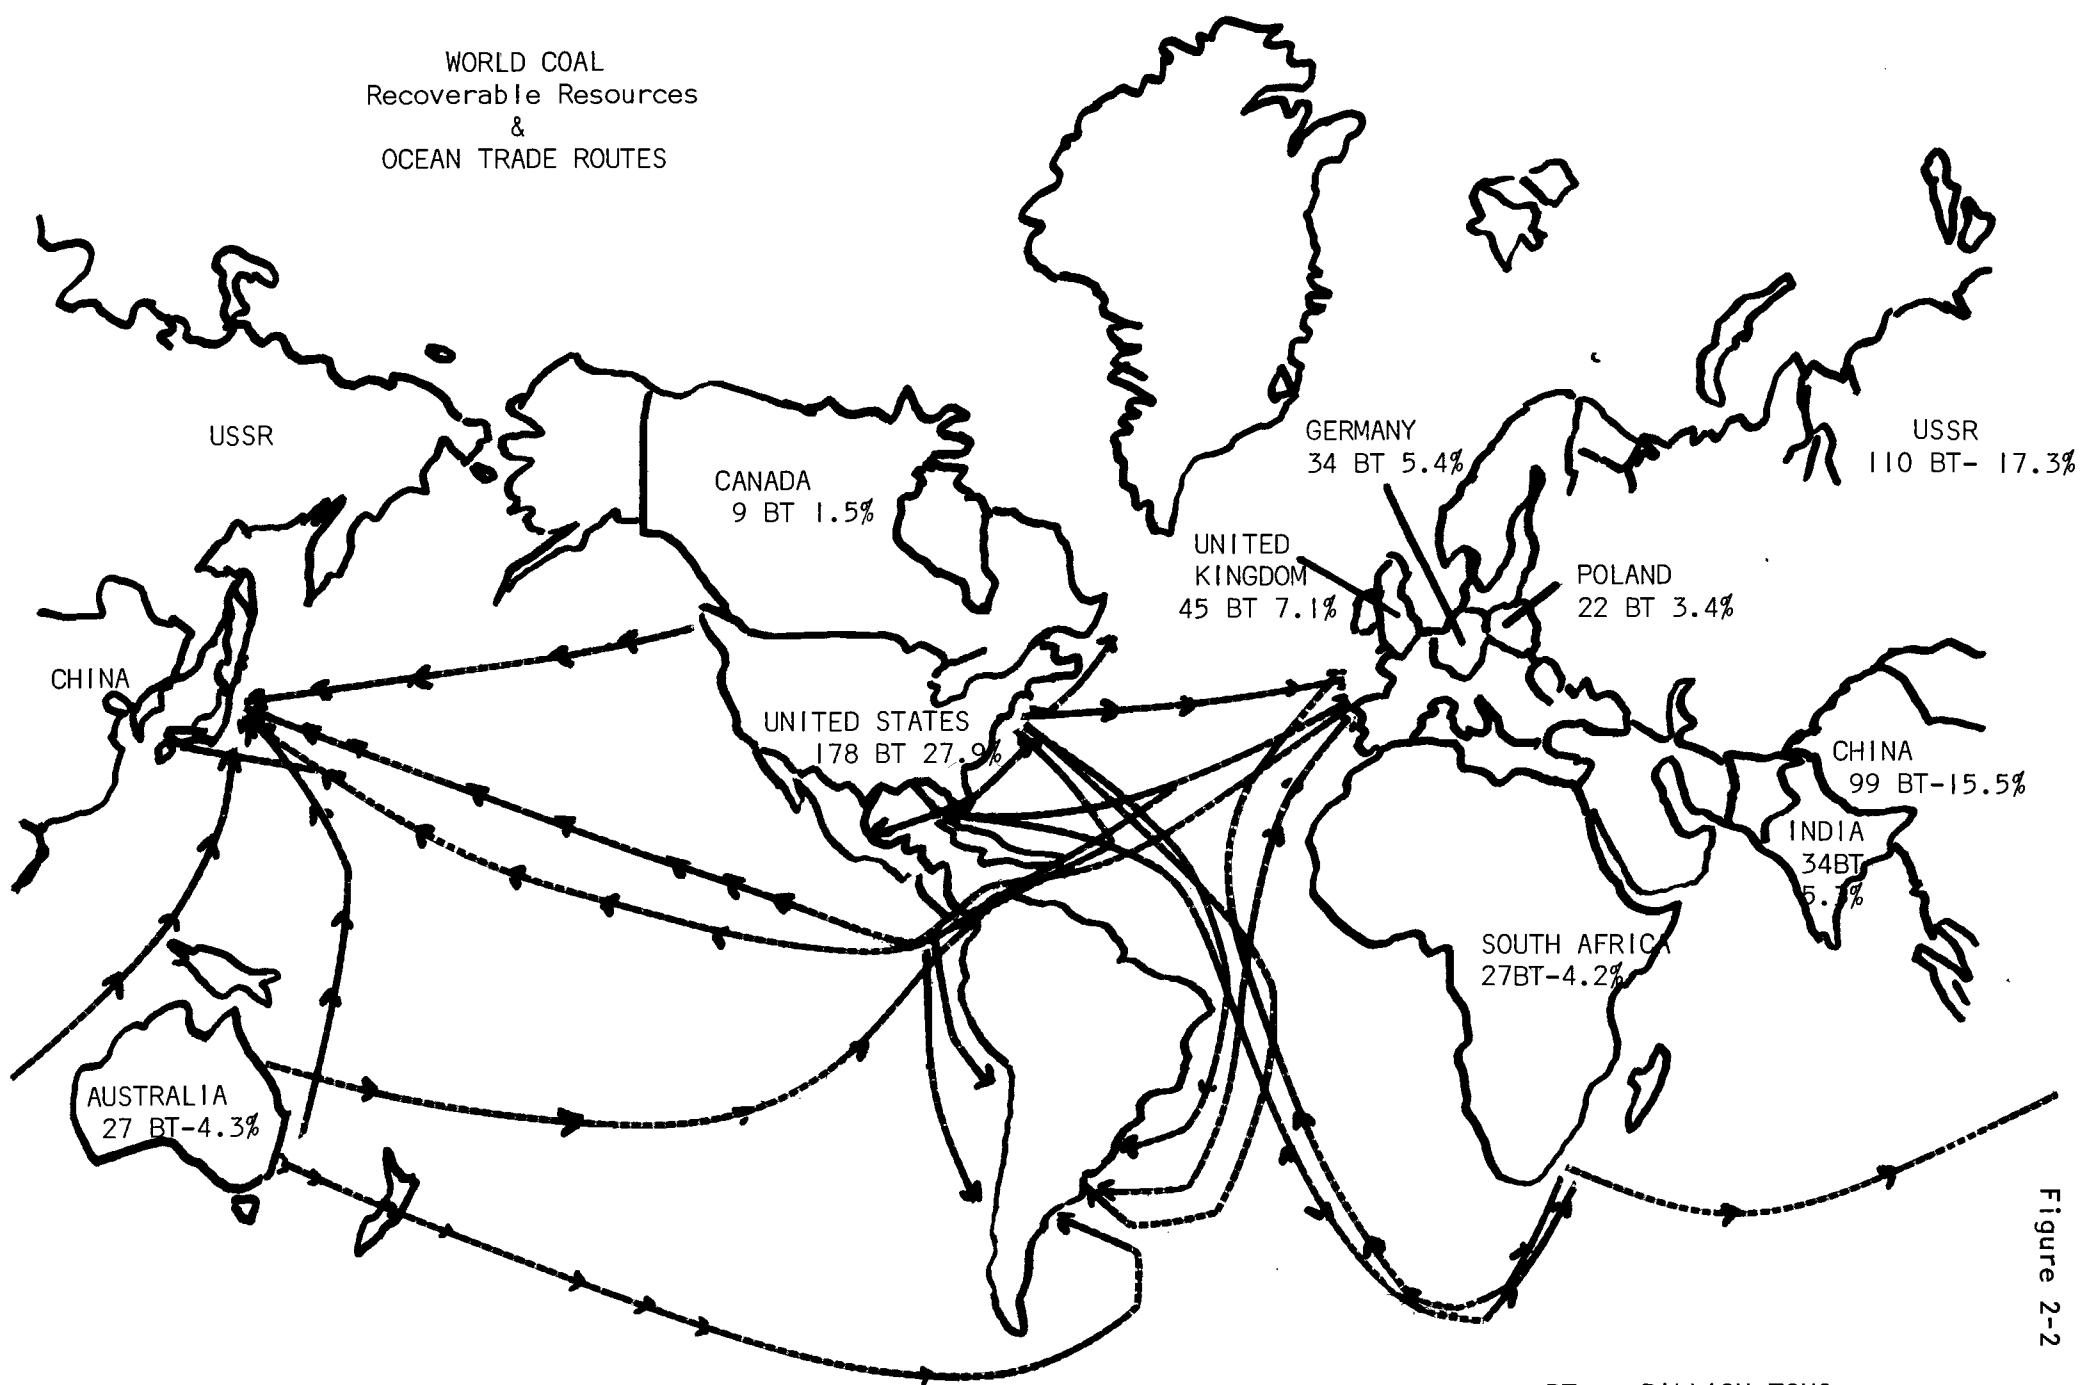 WORLD COAL
Recoverable Resources
&
OCEAN TRADE ROUTES
USSR
CANADA
9 BT 1.5%
GERMANY
34 BT 5.4%
USSR
110 BT- 17.3%
UNITED
KINGDOM
45 BT 7.1%
POLAND
22 BT 3.4%
CHINA
UNITED STATES
178 BT 27.9%
CHINA
99 BT-15.5%
INDIA
34BT
SOUTH AFRICA
27BT-4.2%
AUSTRALIA
27 BT-4.3%
Figure 2-2